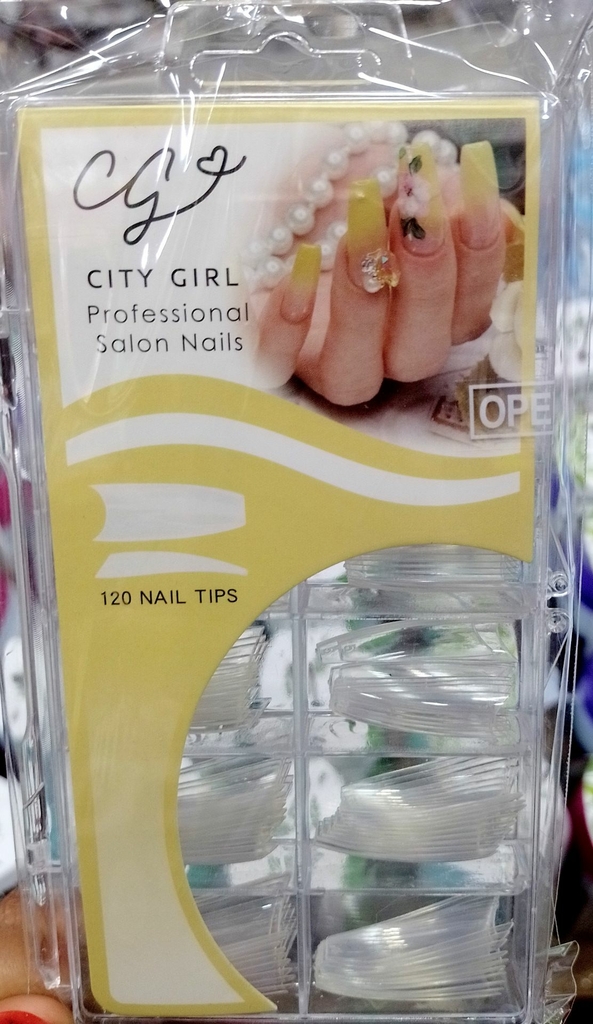 CG
CITY GIRL
Professional
Salon Nails
OPE
120 NAIL TIPS